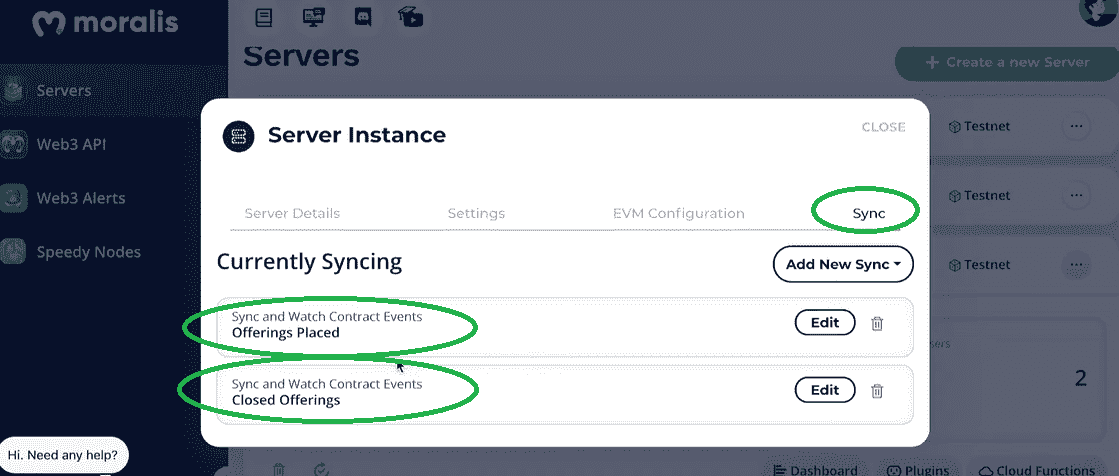 moralis
Servers
+ Create a new Server
Servers
Web3 API
Web3 Alerts
Speedy Nodes
Testnet
Testnet
Testnet
Server Instance
CLOSE
Server Details
Settings
EVM Configuration
Sync
Currently Syncing
Add New Sync
Sync and Watch Contract Events
Offerings Placed
Edit
Sync and Watch Contract Events
Closed Offerings
Edit
2
Hi. Need any help?
Dashboard
Plugins
Cloud Functions